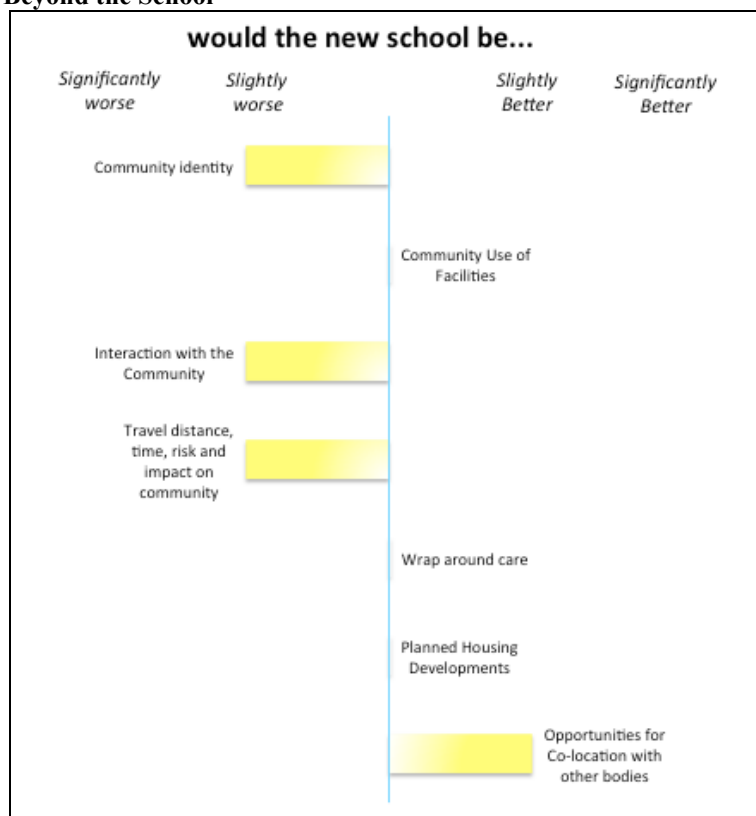 Beyond the School
would the new school be...
Significantly
worse
Slightly
worse
Slightly
Better
Significantly
Better
Community identity
Community Use of
Facilities
Interaction with the
Community
Travel distance,
time, risk and
impact on
community
Wrap around care
Planned Housing
Developments
Opportunities for
Co-location with
other bodies